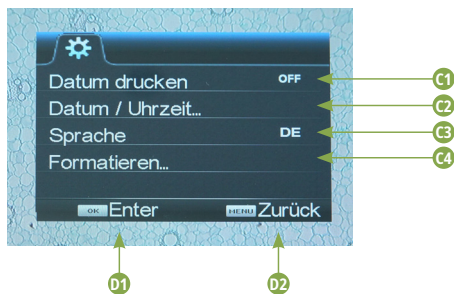 Datum drucken OFF C1
Datum / Uhrzeit... C2
Sprache DE C3
Formatieren... C4
OK Enter MENU Zurück
D1 D2